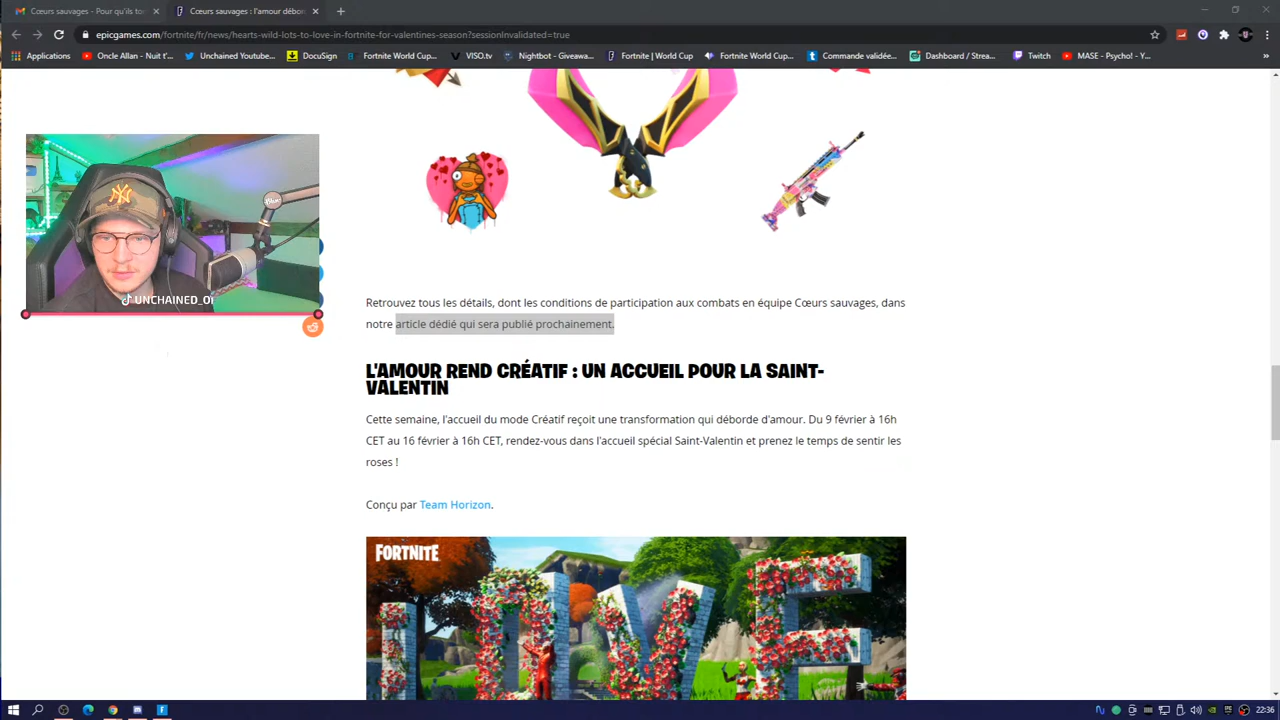 Cœurs sauvages - Pour qu'ils to
Cœurs sauvages : l'amour débor
epicgames.com/fortnite/fr/news/hearts-wild-lots-to-love-in-fortnite-for-valentines-season?sessionInvalidated=true
Applications
Oncle Allan - Nuit t'...
Unchained Youtube...
DocuSign
Fortnite World Cup...
VISO.tv
Nightbot - Giveaw...
Fortnite | World Cup
Fortnite World Cup...
Commande validée...
Dashboard / Strea...
Twitch
MASE - Psycho! - Y...
»
UNCHAINED_O
Retrouvez tous les détails, dont les conditions de participation aux combats en équipe Cœurs sauvages, dans
notre article dédié qui sera publié prochainement.
L'AMOUR REND CRÉATIF : UN ACCUEIL POUR LA SAINT-
VALENTIN
Cette semaine, l'accueil du mode Créatif reçoit une transformation qui déborde d'amour. Du 9 février à 16h
CET au 16 février à 16h CET, rendez-vous dans l'accueil spécial Saint-Valentin et prenez le temps de sentir les
roses !
Conçu par Team Horizon.
FORTNITE
LOVE
22:36